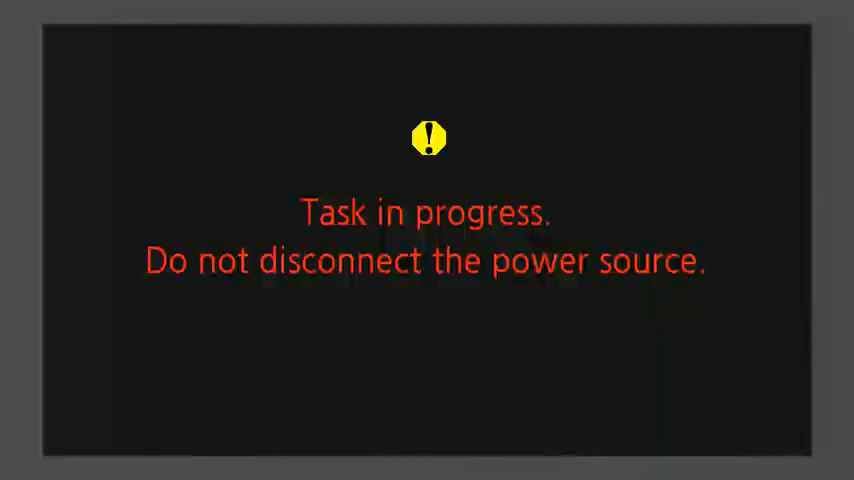 Task in progress.
Do not disconnect the power source.